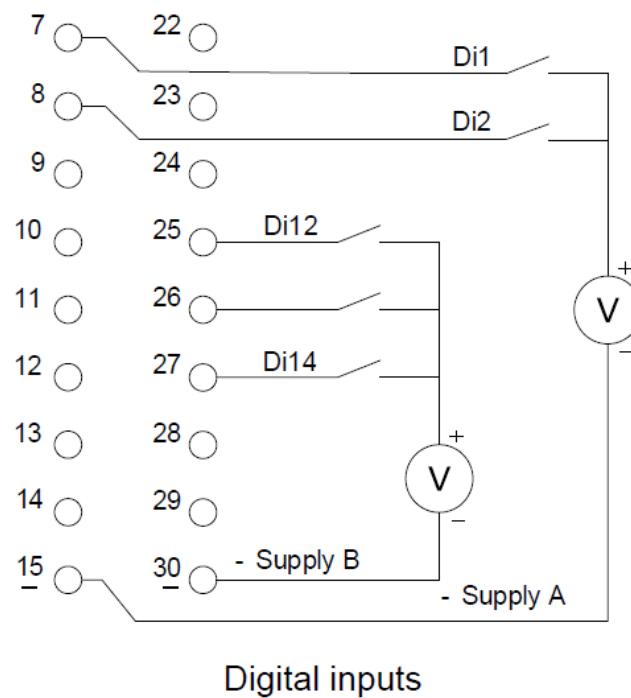 7 22
Di1
8 23
Di2
9 24
10 25 Di12
+
11 26 V
−
12 27 Di14
13 28
+
V
14 29
−
15 30 - Supply B
− −
- Supply A
Digital inputs